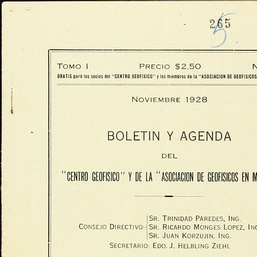 265
5.
TOMO I PRECIO $2.50 N
GRATIS para los socios del "CENTRO GEOFISICO" y los miembros de la "ASOCIACION DE GEOFISICOS
NOVIEMBRE 1928
BOLETIN Y AGENDA
DEL
"CENTRO GEOFISICO" Y DE LA "ASOCIACION DE GEOFISICOS EN M
CONSEJO DIRECTIVO
SR. TRINIDAD PAREDES, ING.
SR. RICARDO MONGES LOPEZ, ING
SR. JUAN KORZUJIN, ING.
SECRETARIO: EDO. J. HELBLING ZIEHL